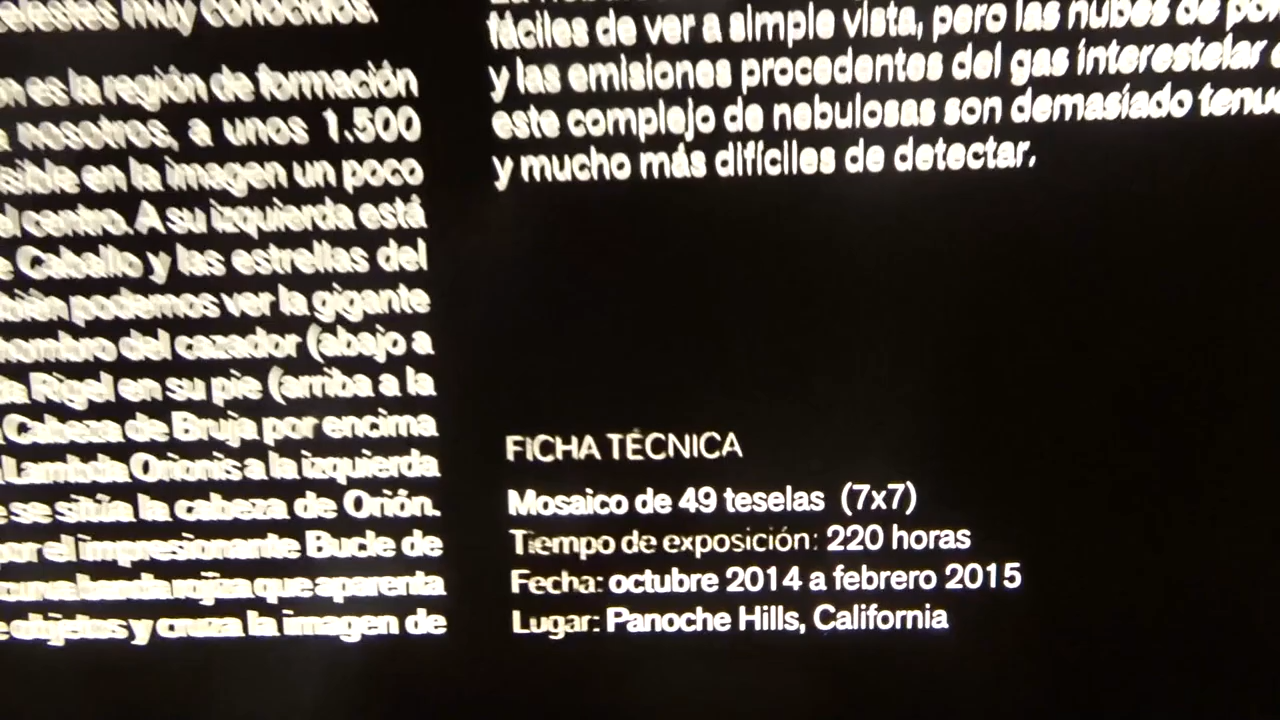 celestes muy conocidos.
es la región de formación
nosotros, a unos 1.500
en la imagen un poco
centro. A su izquierda está
Caballo y las estrellas del
podemos ver la gigante
hombro del cazador (abajo a
Rigel en su pie (arriba a la
Cabeza de Bruja por encima
Lambda Orionis a la izquierda
se sitúa la cabeza de Orión.
por el impresionante Bucle de
curva banda rojiza que aparenta
objetos y cruza la imagen de
fáciles de ver a simple vista, pero las nubes de
y las emisiones procedentes del gas interestelar
este complejo de nebulosas son demasiado
y mucho más difíciles de detectar.
FICHA TÉCNICA
Mosaico de 49 teselas (7x7)
Tiempo de exposición: 220 horas
Fecha: octubre 2014 a febrero 2015
Lugar: Panoche Hills, California